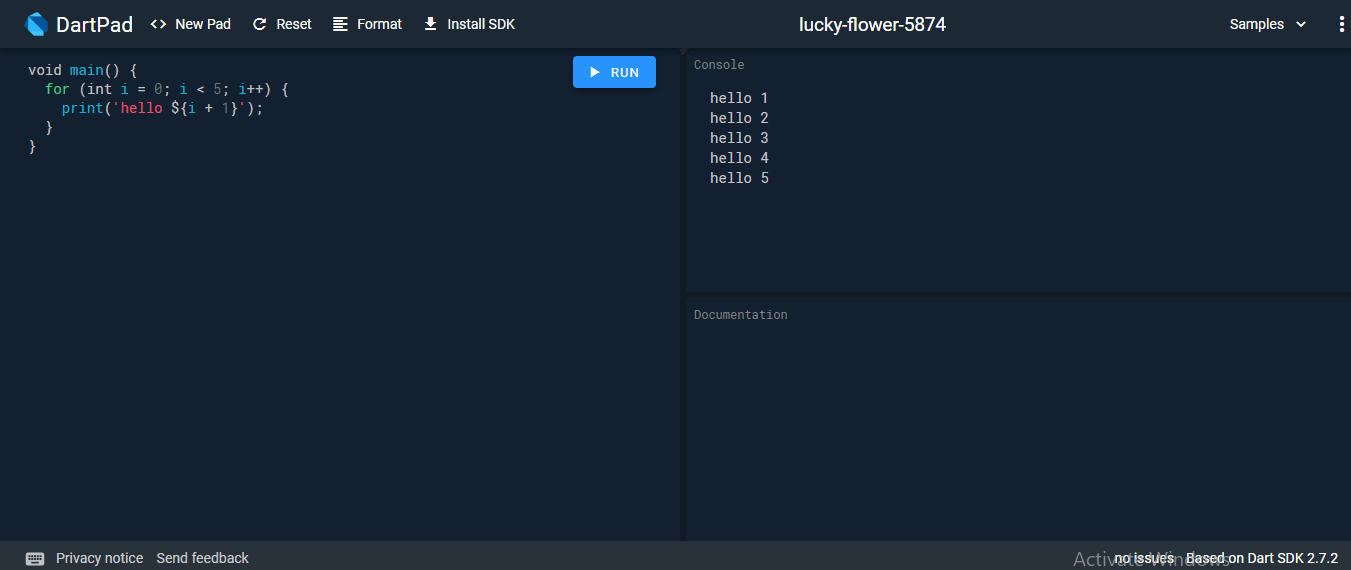 DartPad <> New Pad Reset Format Install SDK lucky-flower-5874 Samples
void main() {
  for (int i = 0; i < 5; i++) {
    print('hello ${i + 1}');
  }
}
RUN
Console
hello 1
hello 2
hello 3
hello 4
hello 5
Documentation
Privacy notice Send feedback
no issues Based on Dart SDK 2.7.2
Activate Windows